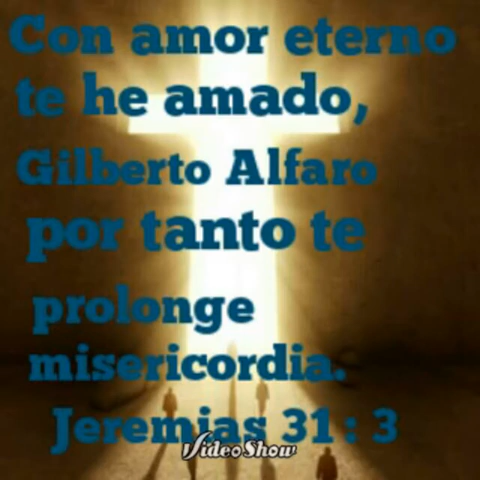 Con amor eterno
te he amado,
Gilberto Alfaro
por tanto te
prolonge
misericordia.
Jeremias 31 : 3
VideoShow